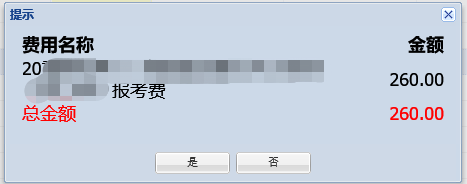 提示
费用名称 金额
20
报考费 260.00
总金额 260.00
是 否